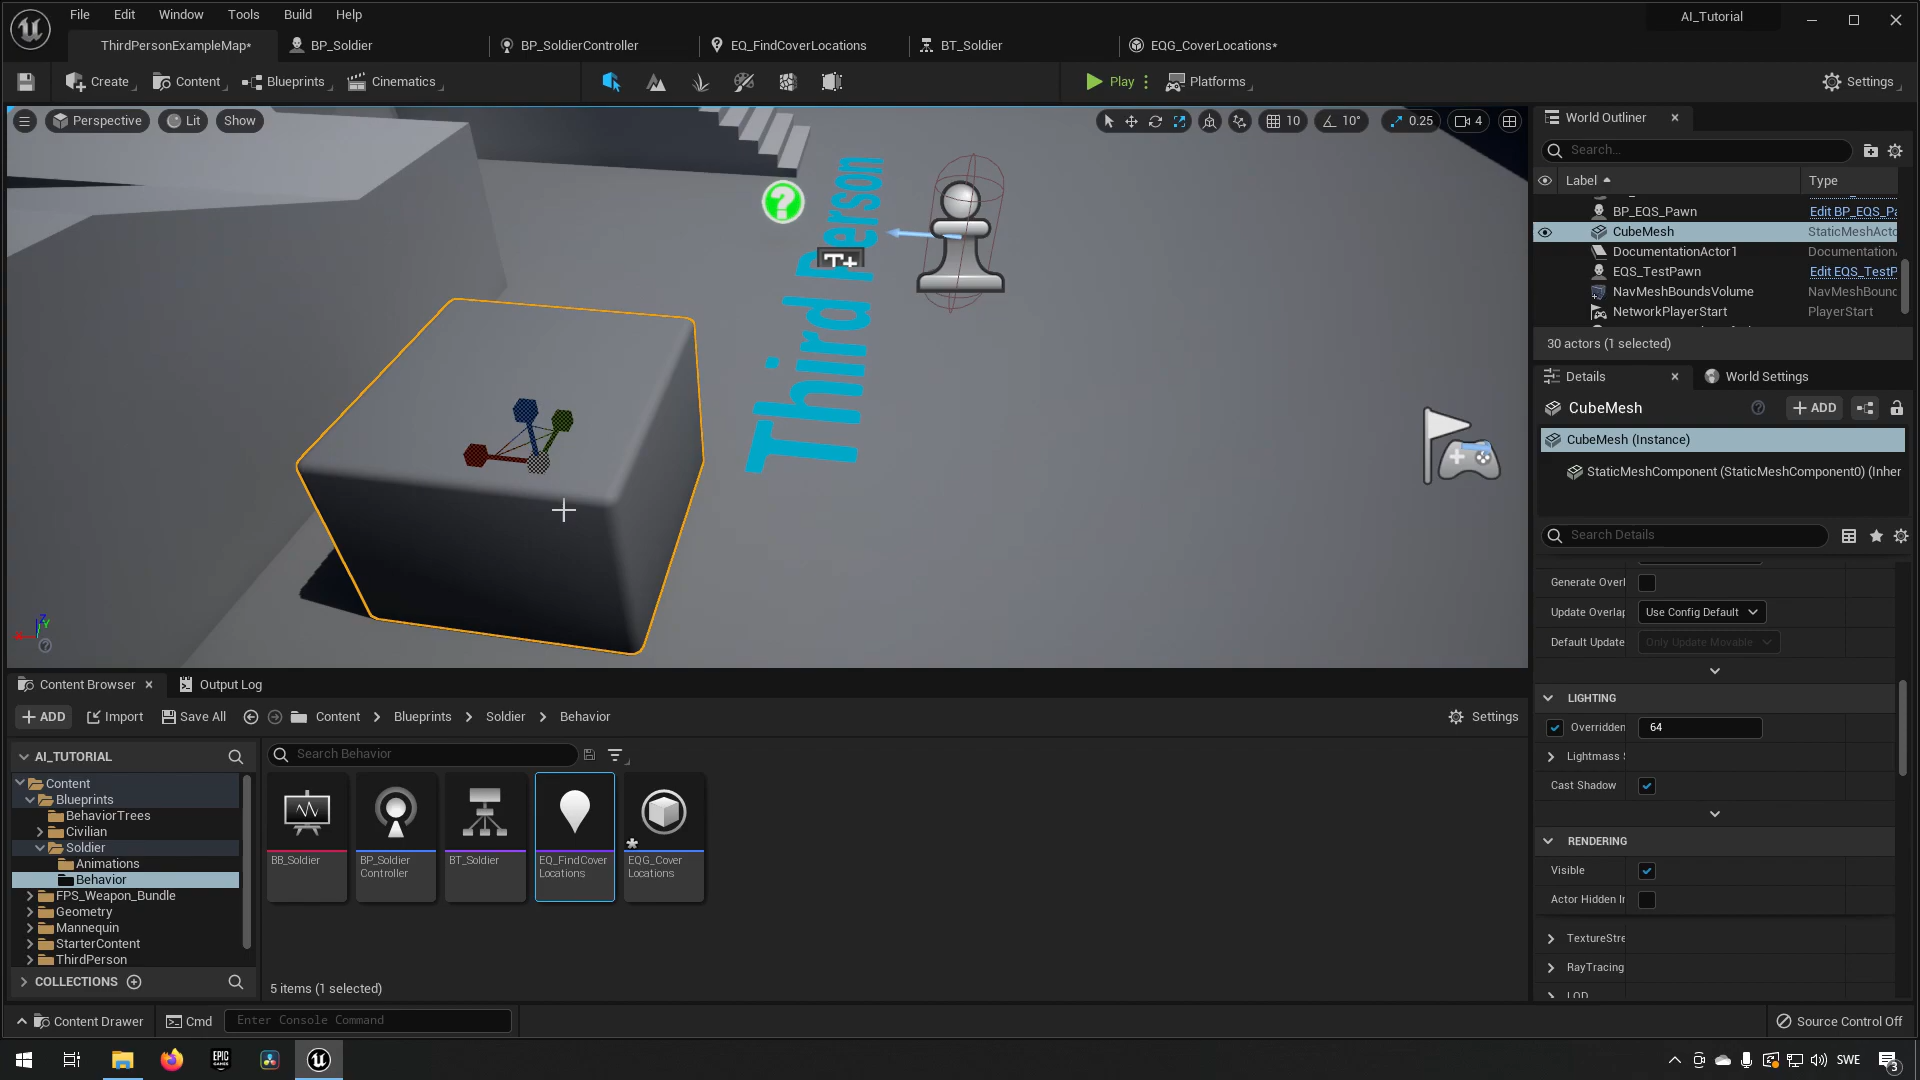 File Edit Window Tools Build Help
AI_Tutorial
ThirdPersonExampleMap*
BP_Soldier
BP_SoldierController
EQ_FindCoverLocations
BT_Soldier
EQG_CoverLocations*
Create
Content
Blueprints
Cinematics
Play
Platforms
Settings
Perspective
Lit
Show
10
10°
0.25
4
Third Person
T+
World Outliner
Search...
Label
Type
BP_EQS_Pawn
Edit BP_EQS_Pa
CubeMesh
StaticMeshActo
DocumentationActor1
Documentation
EQS_TestPawn
Edit EQS_TestP
NavMeshBoundsVolume
NavMeshBound
NetworkPlayerStart
PlayerStart
30 actors (1 selected)
Details
World Settings
CubeMesh
ADD
CubeMesh (Instance)
StaticMeshComponent (StaticMeshComponent0) (Inher
Search Details
Generate Overl
Update Overlap
Use Config Default
Default Update
Only Update Movable
LIGHTING
Overridden
64
Lightmass S
Cast Shadow
RENDERING
Visible
Actor Hidden In
TextureStre
RayTracing
LOD
Content Browser
Output Log
ADD
Import
Save All
Content
Blueprints
Soldier
Behavior
Settings
AI_TUTORIAL
Search Behavior
Content
Blueprints
BehaviorTrees
Civilian
Soldier
Animations
Behavior
FPS_Weapon_Bundle
Geometry
Mannequin
StarterContent
ThirdPerson
COLLECTIONS
BB_Soldier
BP_Soldier
Controller
BT_Soldier
EQ_FindCover
Locations
EQG_Cover
Locations
5 items (1 selected)
Content Drawer
Cmd
Enter Console Command
Source Control Off
EPIC
GAMES
SWE
3